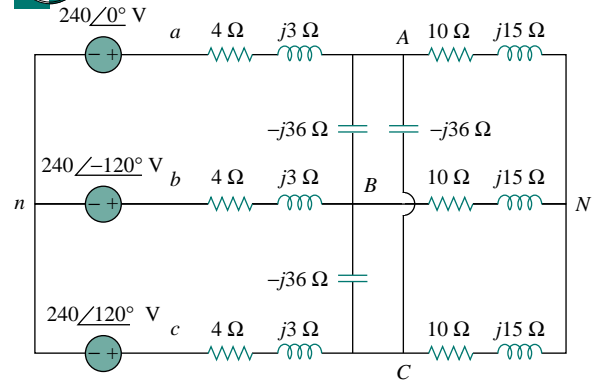 240/0° V
a 4 Ω j3 Ω A 10 Ω j15 Ω
−j36 Ω −j36 Ω
240/−120° V
b 4 Ω j3 Ω B 10 Ω j15 Ω
n − + N
−j36 Ω
240/120° V
c 4 Ω j3 Ω 10 Ω j15 Ω
− +
C